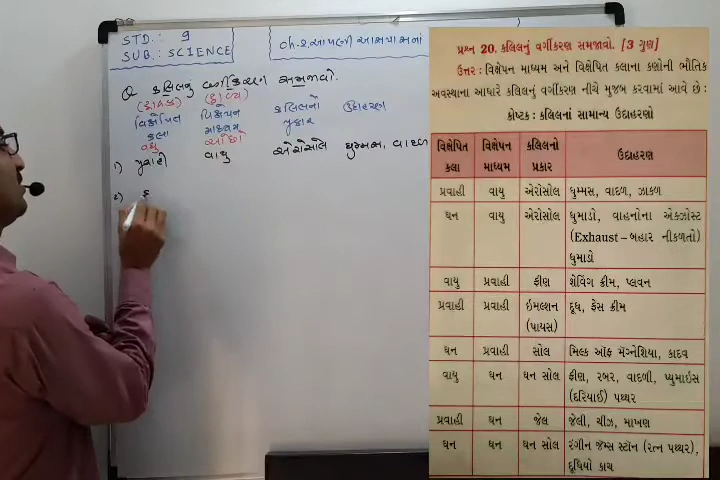 STD. : 9
SUB. : SCIENCE
ch-2. આપણી આસપાસનાં
Q કલિલનું વર્ગીકરણ સમજાવો.
(દ્રાવક) (દ્રાવ્ય)
વિક્ષેપિત વિક્ષેપન કલિલનો ઉદાહરણ
કલા માધ્યમ પ્રકાર
વધુ ઓછો
1) પ્રવાહી વાયુ એરોસોલ ધુમ્મસ, વાદળ
2)
પ્રશ્ન 20. કલિલનું વર્ગીકરણ સમજાવો. [3 ગુણ]
ઉત્તર : વિક્ષેપન માધ્યમ અને વિક્ષેપિત કલાના કણોની ભૌતિક
અવસ્થાના આધારે કલિલનું વર્ગીકરણ નીચે મુજબ કરવામાં આવે છે :
કોષ્ટક : કલિલનાં સામાન્ય ઉદાહરણો
વિક્ષેપિત કલા વિક્ષેપન માધ્યમ કલિલનો પ્રકાર ઉદાહરણ
પ્રવાહી વાયુ એરોસોલ ધુમ્મસ, વાદળ, ઝાકળ
ઘન વાયુ એરોસોલ ધુમાડો, વાહનોના એક્ઝોસ્ટ
(Exhaust – બહાર નીકળતો)
ધુમાડો
વાયુ પ્રવાહી ફીણ શેવિંગ ક્રીમ, પ્લવન
પ્રવાહી પ્રવાહી ઇમલ્શન દૂધ, ફેસ ક્રીમ
(પાયસ)
ઘન પ્રવાહી સોલ મિલ્ક ઑફ મૅગ્નેશિયા, કાદવ
વાયુ ઘન ઘન સોલ ફીણ, રબર, વાદળી, પ્યુમાઇસ
(દરિયાઈ) પથ્થર
પ્રવાહી ઘન જેલ જેલી, ચીઝ, માખણ
ઘન ઘન ઘન સોલ રંગીન જેમ્સ સ્ટૉન (રત્ન પથ્થર),
દૂધિયો કાચ